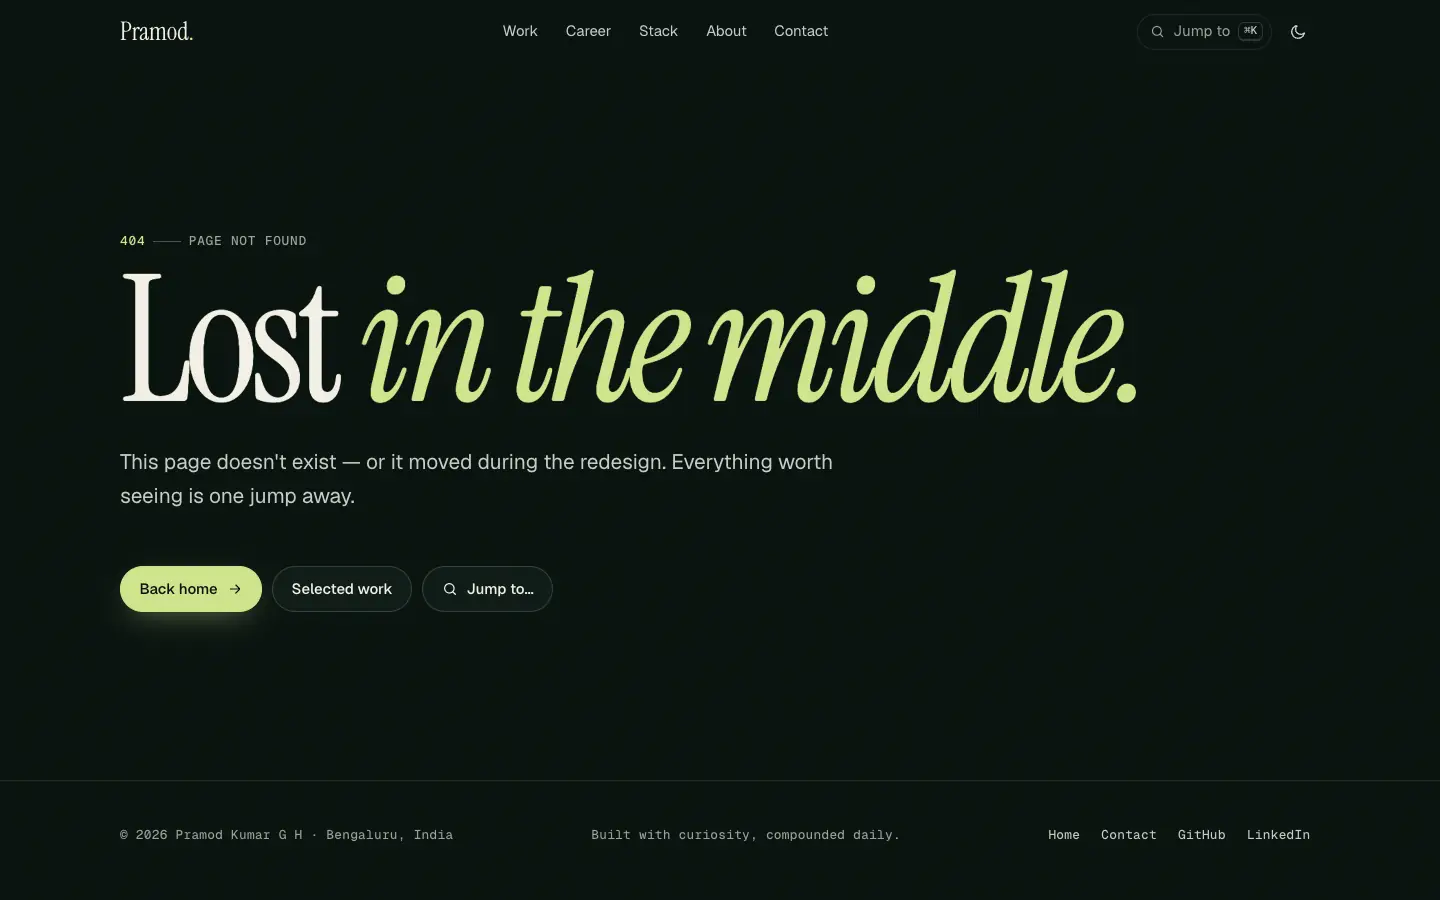 Pramod.
Work Career Stack About Contact
Jump to ⌘K
404 — PAGE NOT FOUND
Lost in the middle.
This page doesn't exist — or it moved during the redesign. Everything worth
seeing is one jump away.
Back home →
Selected work
Jump to…
© 2026 Pramod Kumar G H · Bengaluru, India
Built with curiosity, compounded daily.
Home Contact GitHub LinkedIn